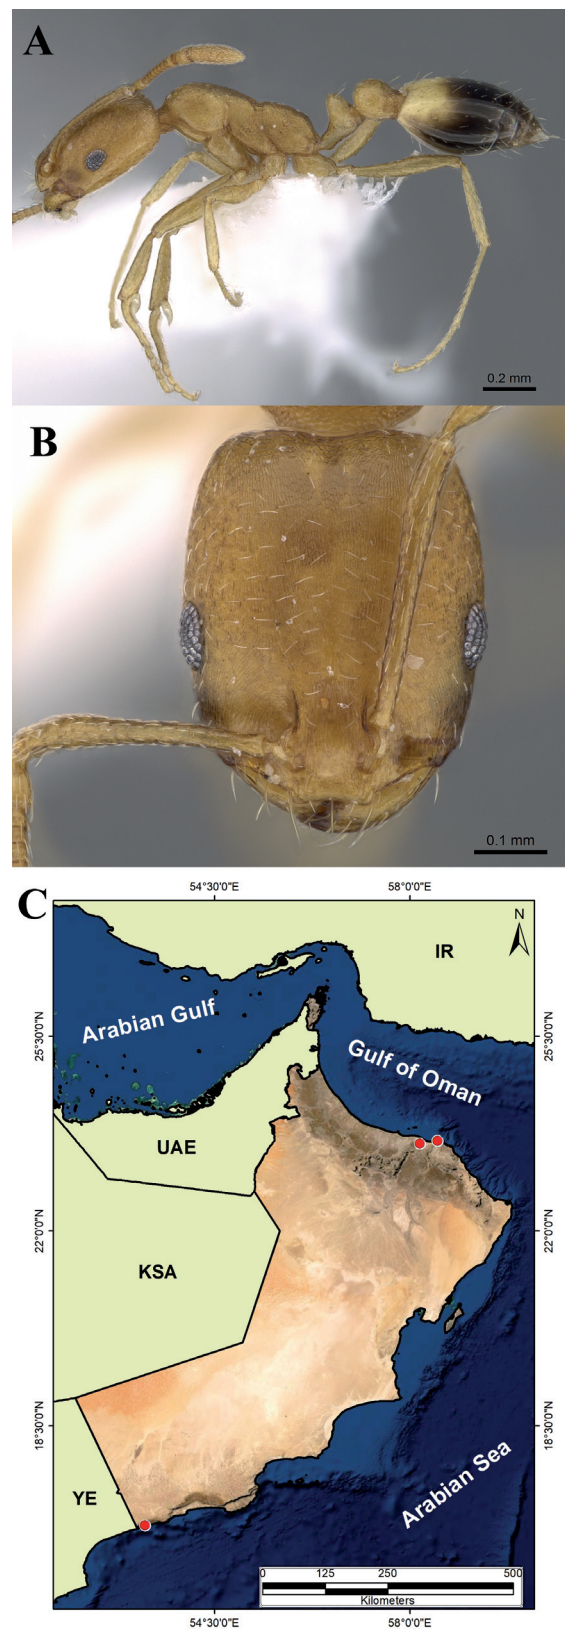 A
0.2 mm
B
0.1 mm
C
54°30'0"E
58°0'0"E
N
IR
Arabian Gulf
25°30'0"N
25°30'0"N
Gulf of Oman
UAE
22°0'0"N
22°0'0"N
KSA
18°30'0"N
18°30'0"N
Arabian Sea
YE
0
125
250
500
Kilometers
54°30'0"E
58°0'0"E